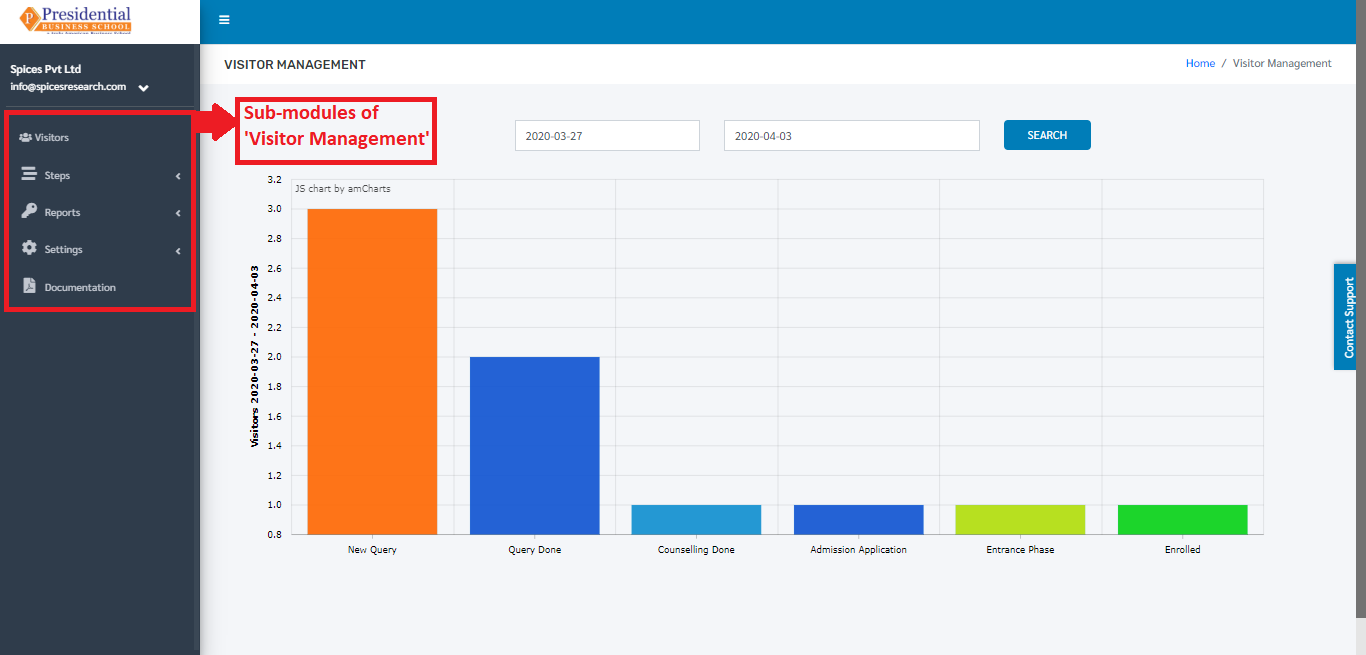 Presidential
BUSINESS SCHOOL
Spices Pvt Ltd
info@spicesresearch.com
Visitors
Steps
Reports
Settings
Documentation
VISITOR MANAGEMENT
Home / Visitor Management
Sub-modules of
'Visitor Management'
2020-03-27
2020-04-03
SEARCH
JS chart by amCharts
3.2
3.0
2.8
2.6
2.4
2.2
2.0
1.8
1.6
1.4
1.2
1.0
0.8
Visitors 2020-03-27 - 2020-04-03
New Query
Query Done
Counselling Done
Admission Application
Entrance Phase
Enrolled
Contact Support